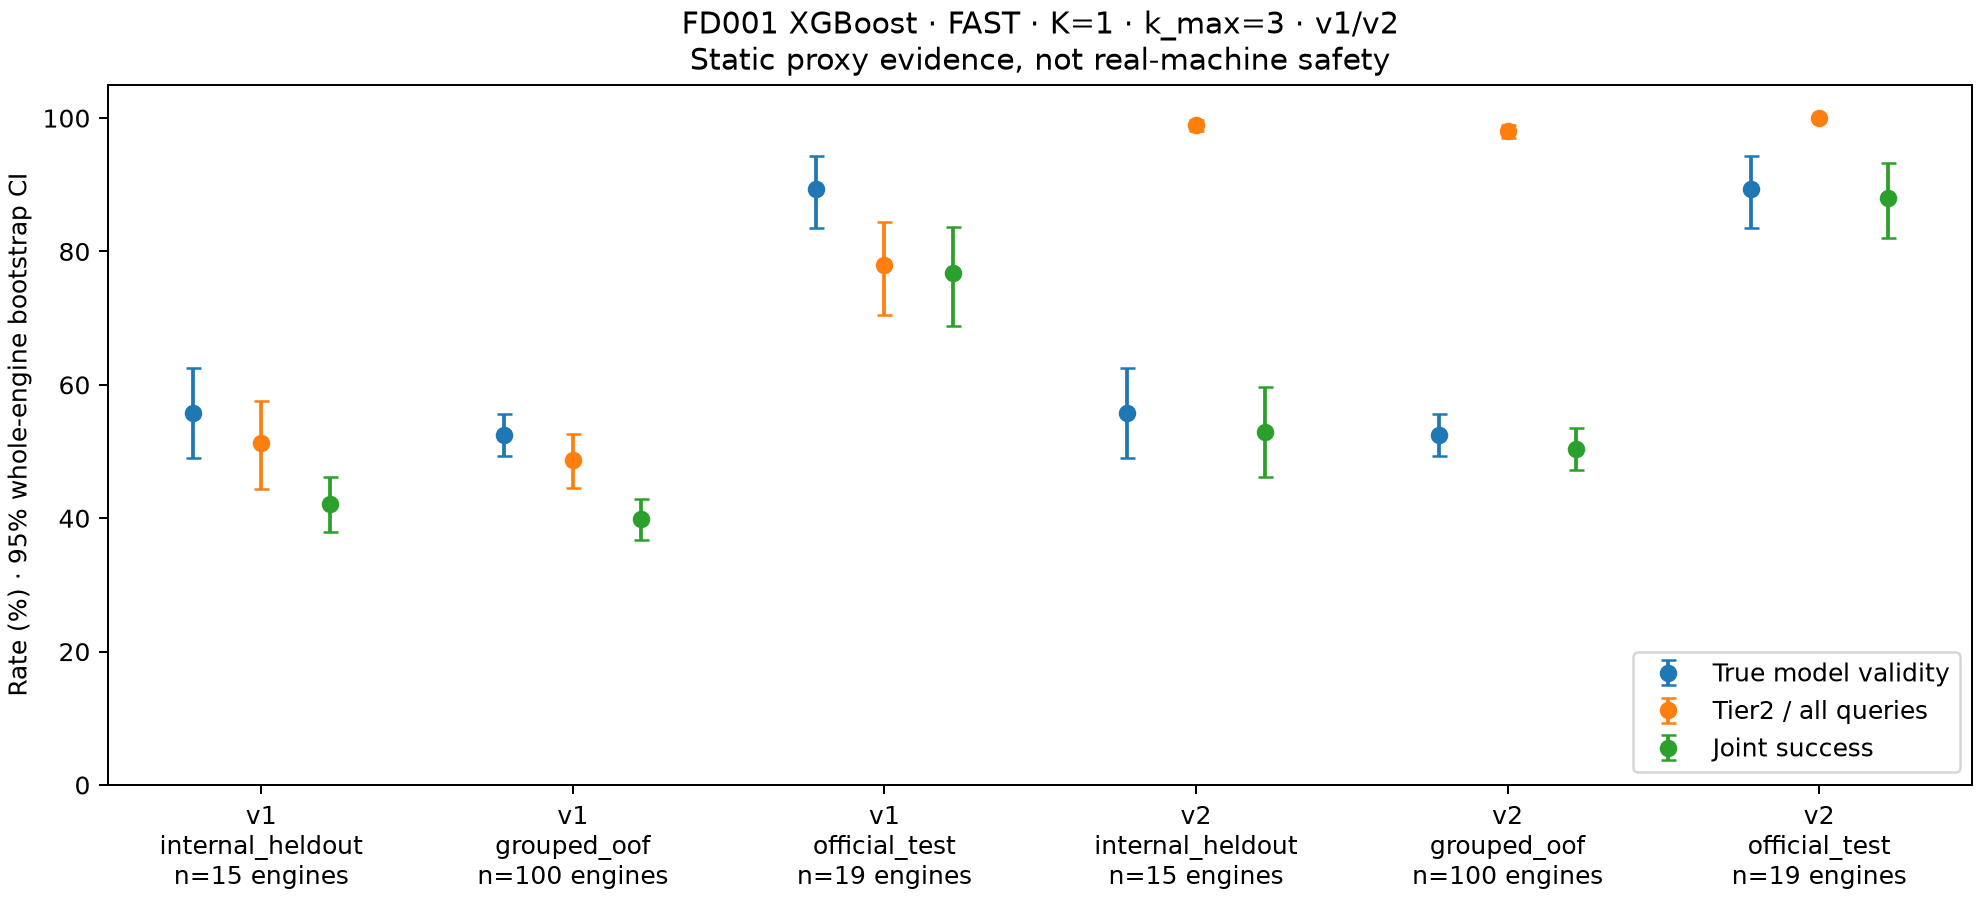 FD001 XGBoost · FAST · K=1 · k_max=3 · v1/v2
Static proxy evidence, not real-machine safety
Rate (%) · 95% whole-engine bootstrap CI
100
80
60
40
20
0
True model validity
Tier2 / all queries
Joint success
v1
internal_heldout
n=15 engines
v1
grouped_oof
n=100 engines
v1
official_test
n=19 engines
v2
internal_heldout
n=15 engines
v2
grouped_oof
n=100 engines
v2
official_test
n=19 engines